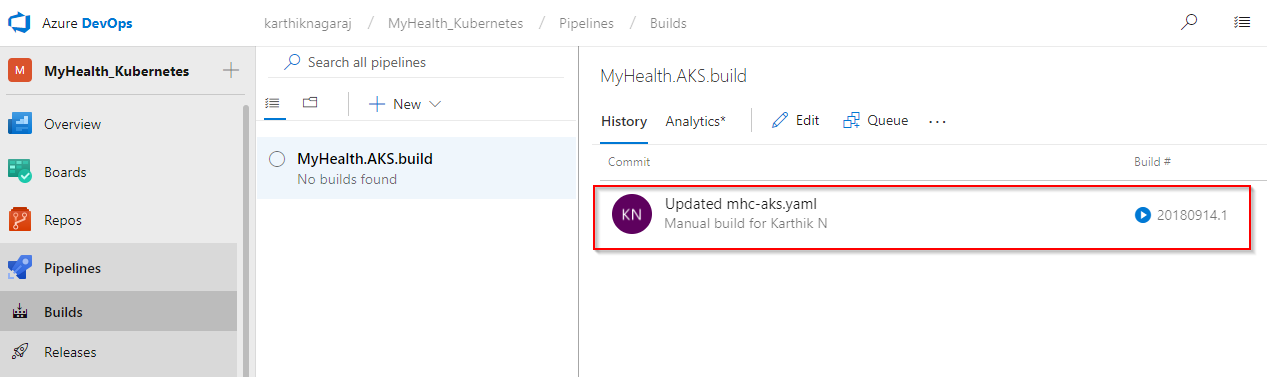 Azure DevOps
karthiknagaraj / MyHealth_Kubernetes / Pipelines / Builds
M MyHealth_Kubernetes
Overview
Boards
Repos
Pipelines
Builds
Releases
Search all pipelines
New
MyHealth.AKS.build
No builds found
MyHealth.AKS.build
History Analytics* Edit Queue ...
Commit Build #
KN Updated mhc-aks.yaml
Manual build for Karthik N 20180914.1